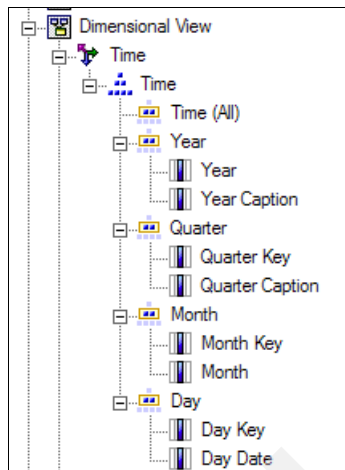 Dimensional View
Time
Time
Time (All)
Year
Year
Year Caption
Quarter
Quarter Key
Quarter Caption
Month
Month Key
Month
Day
Day Key
Day Date